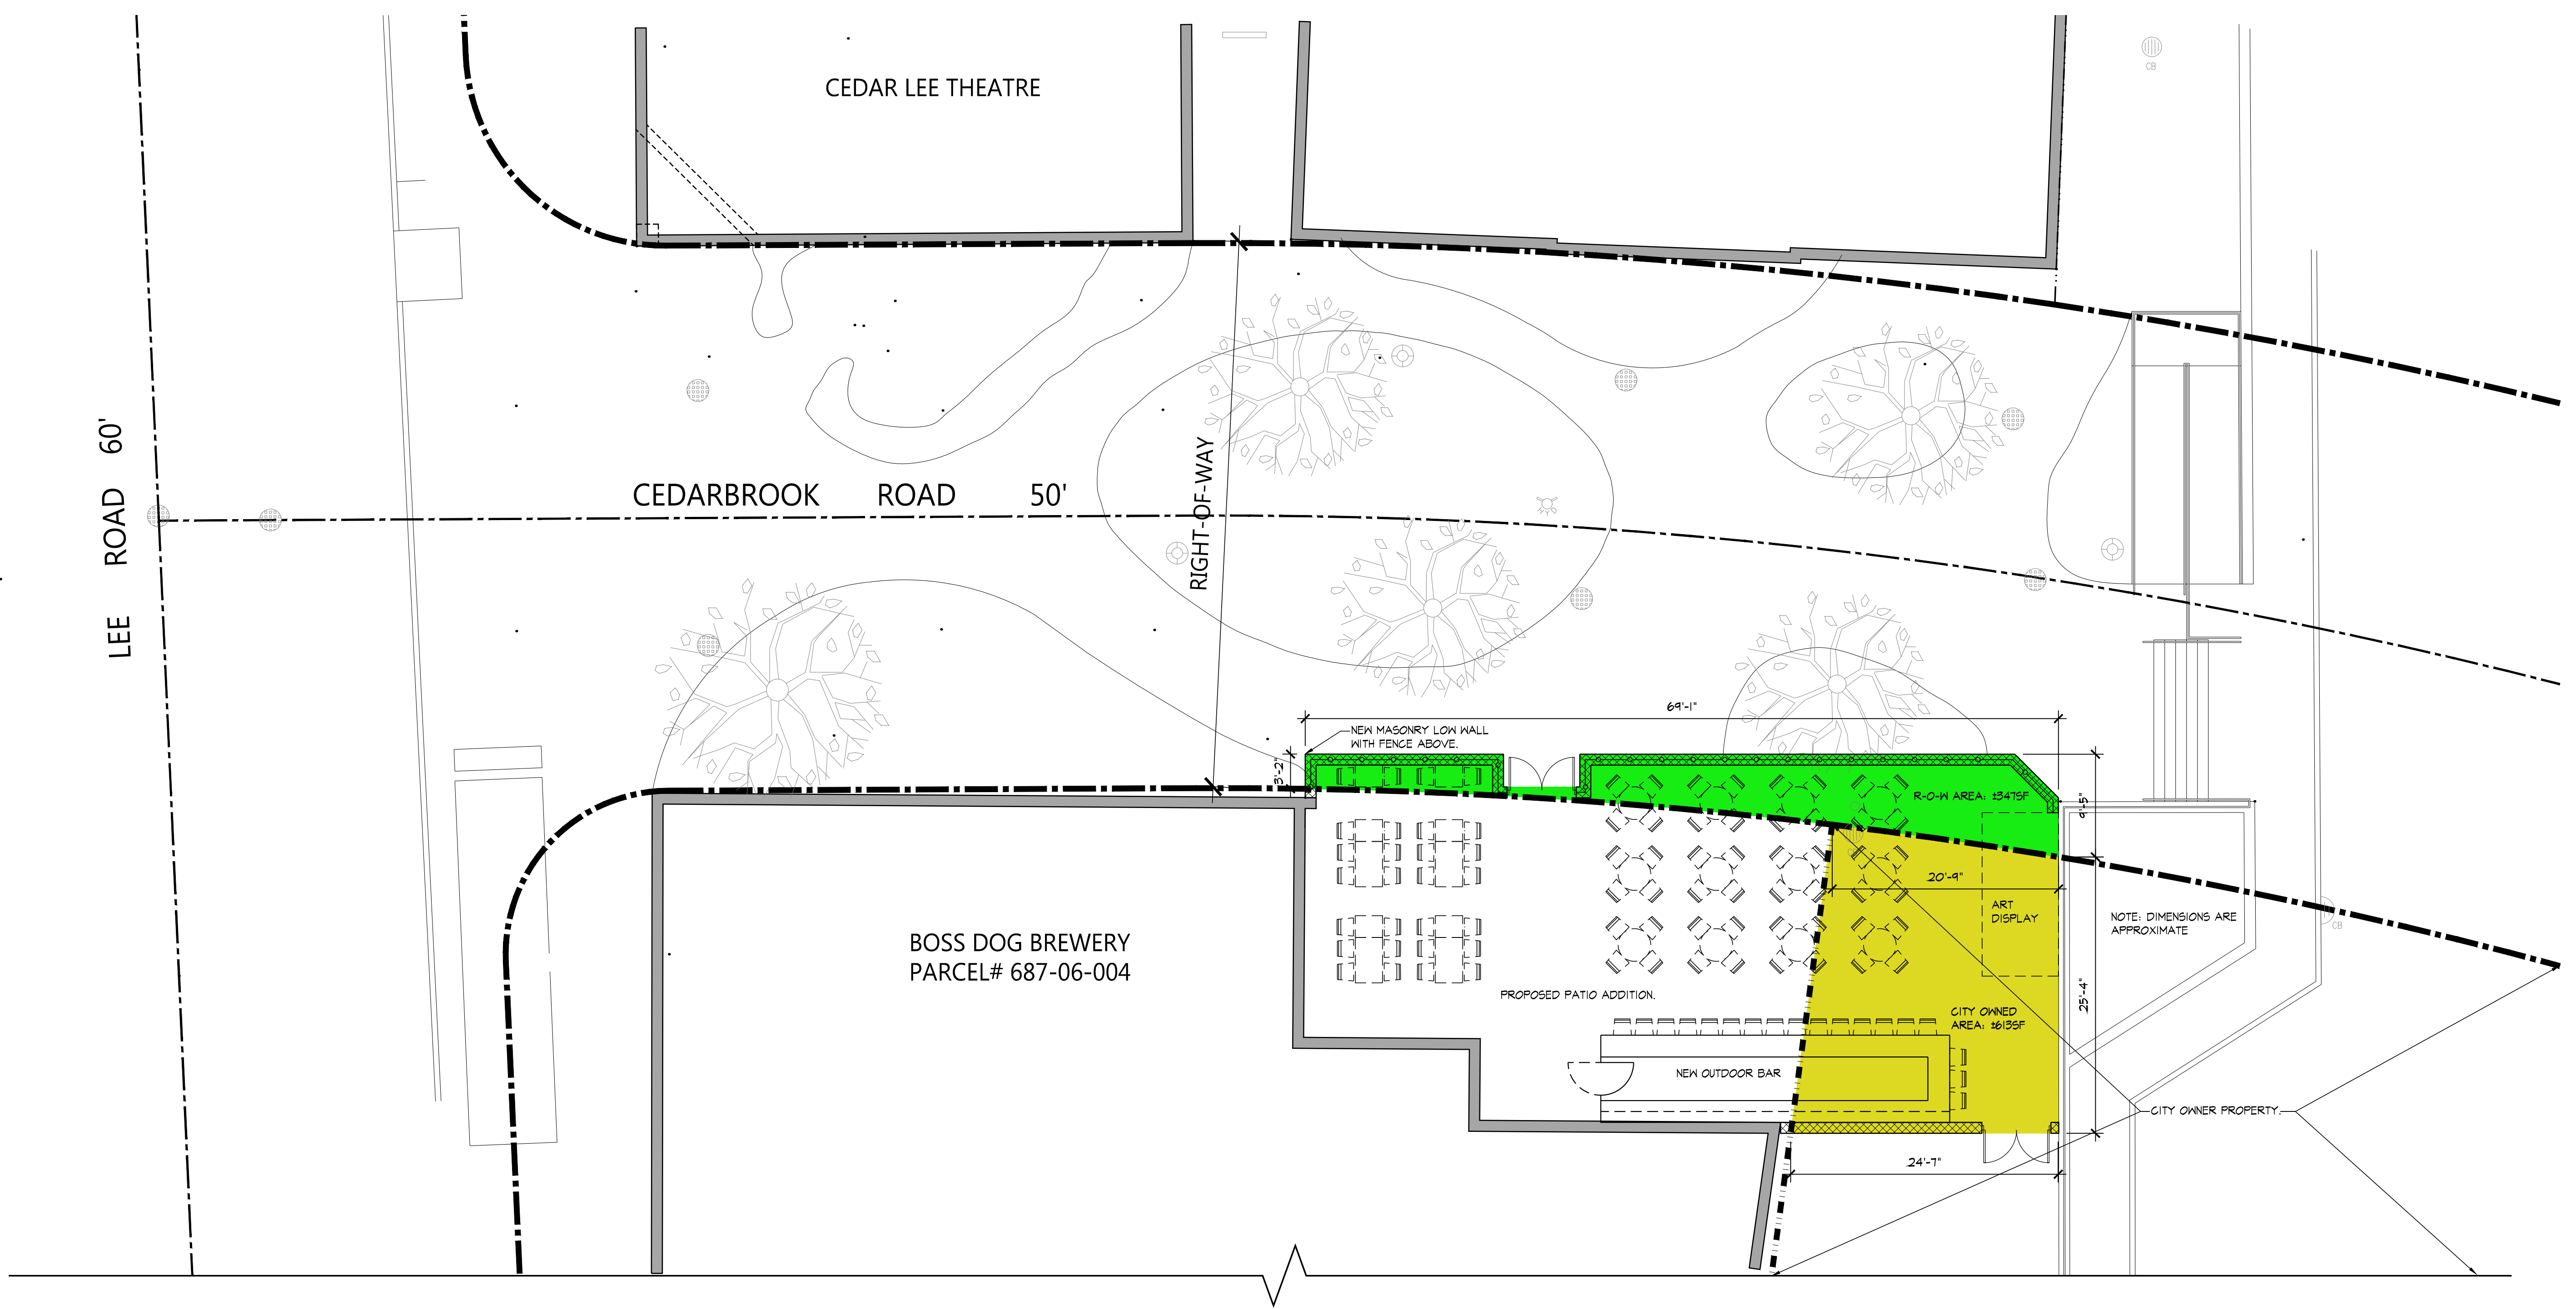 CB
CEDAR LEE THEATRE
LEE ROAD 60'
CEDARBROOK ROAD 50'
RIGHT-OF-WAY
69'-1"
NEW MASONRY LOW WALL
WITH FENCE ABOVE.
3'-2"
R-O-W AREA: ±347SF
9'-5"
20'-9"
ART
DISPLAY
NOTE: DIMENSIONS ARE
APPROXIMATE
CB
BOSS DOG BREWERY
PARCEL# 687-06-004
PROPOSED PATIO ADDITION.
25'-4"
CITY OWNED
AREA: ±613SF
NEW OUTDOOR BAR
CITY OWNER PROPERTY.
24'-7"